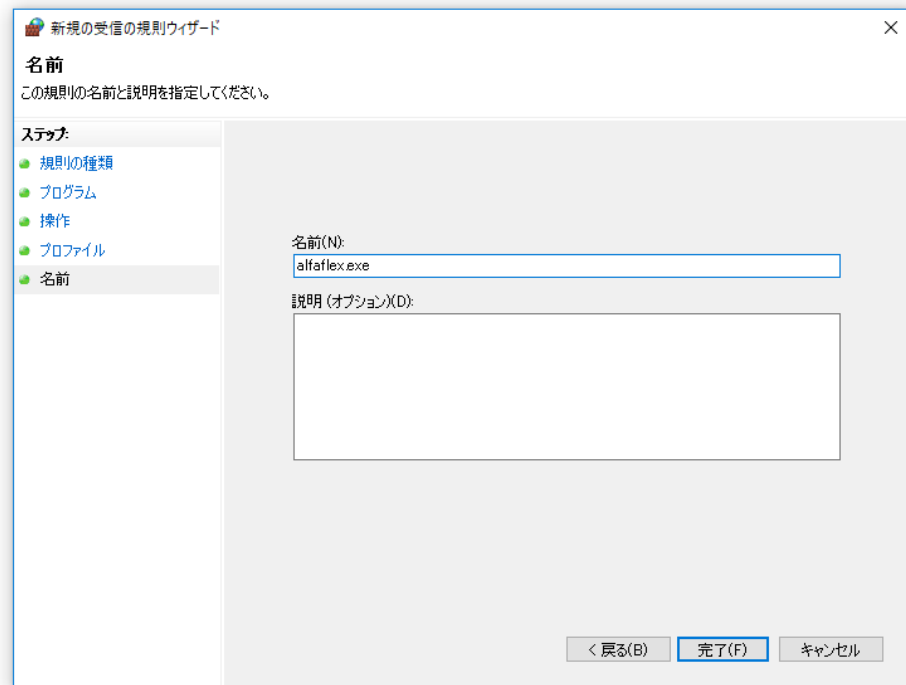 新規の受信の規則ウィザード
名前
この規則の名前と説明を指定してください。
ステップ:
規則の種類
プログラム
操作
プロファイル
名前
名前(N):
alfaflex.exe
説明 (オプション)(D):
< 戻る(B)
完了(F)
キャンセル